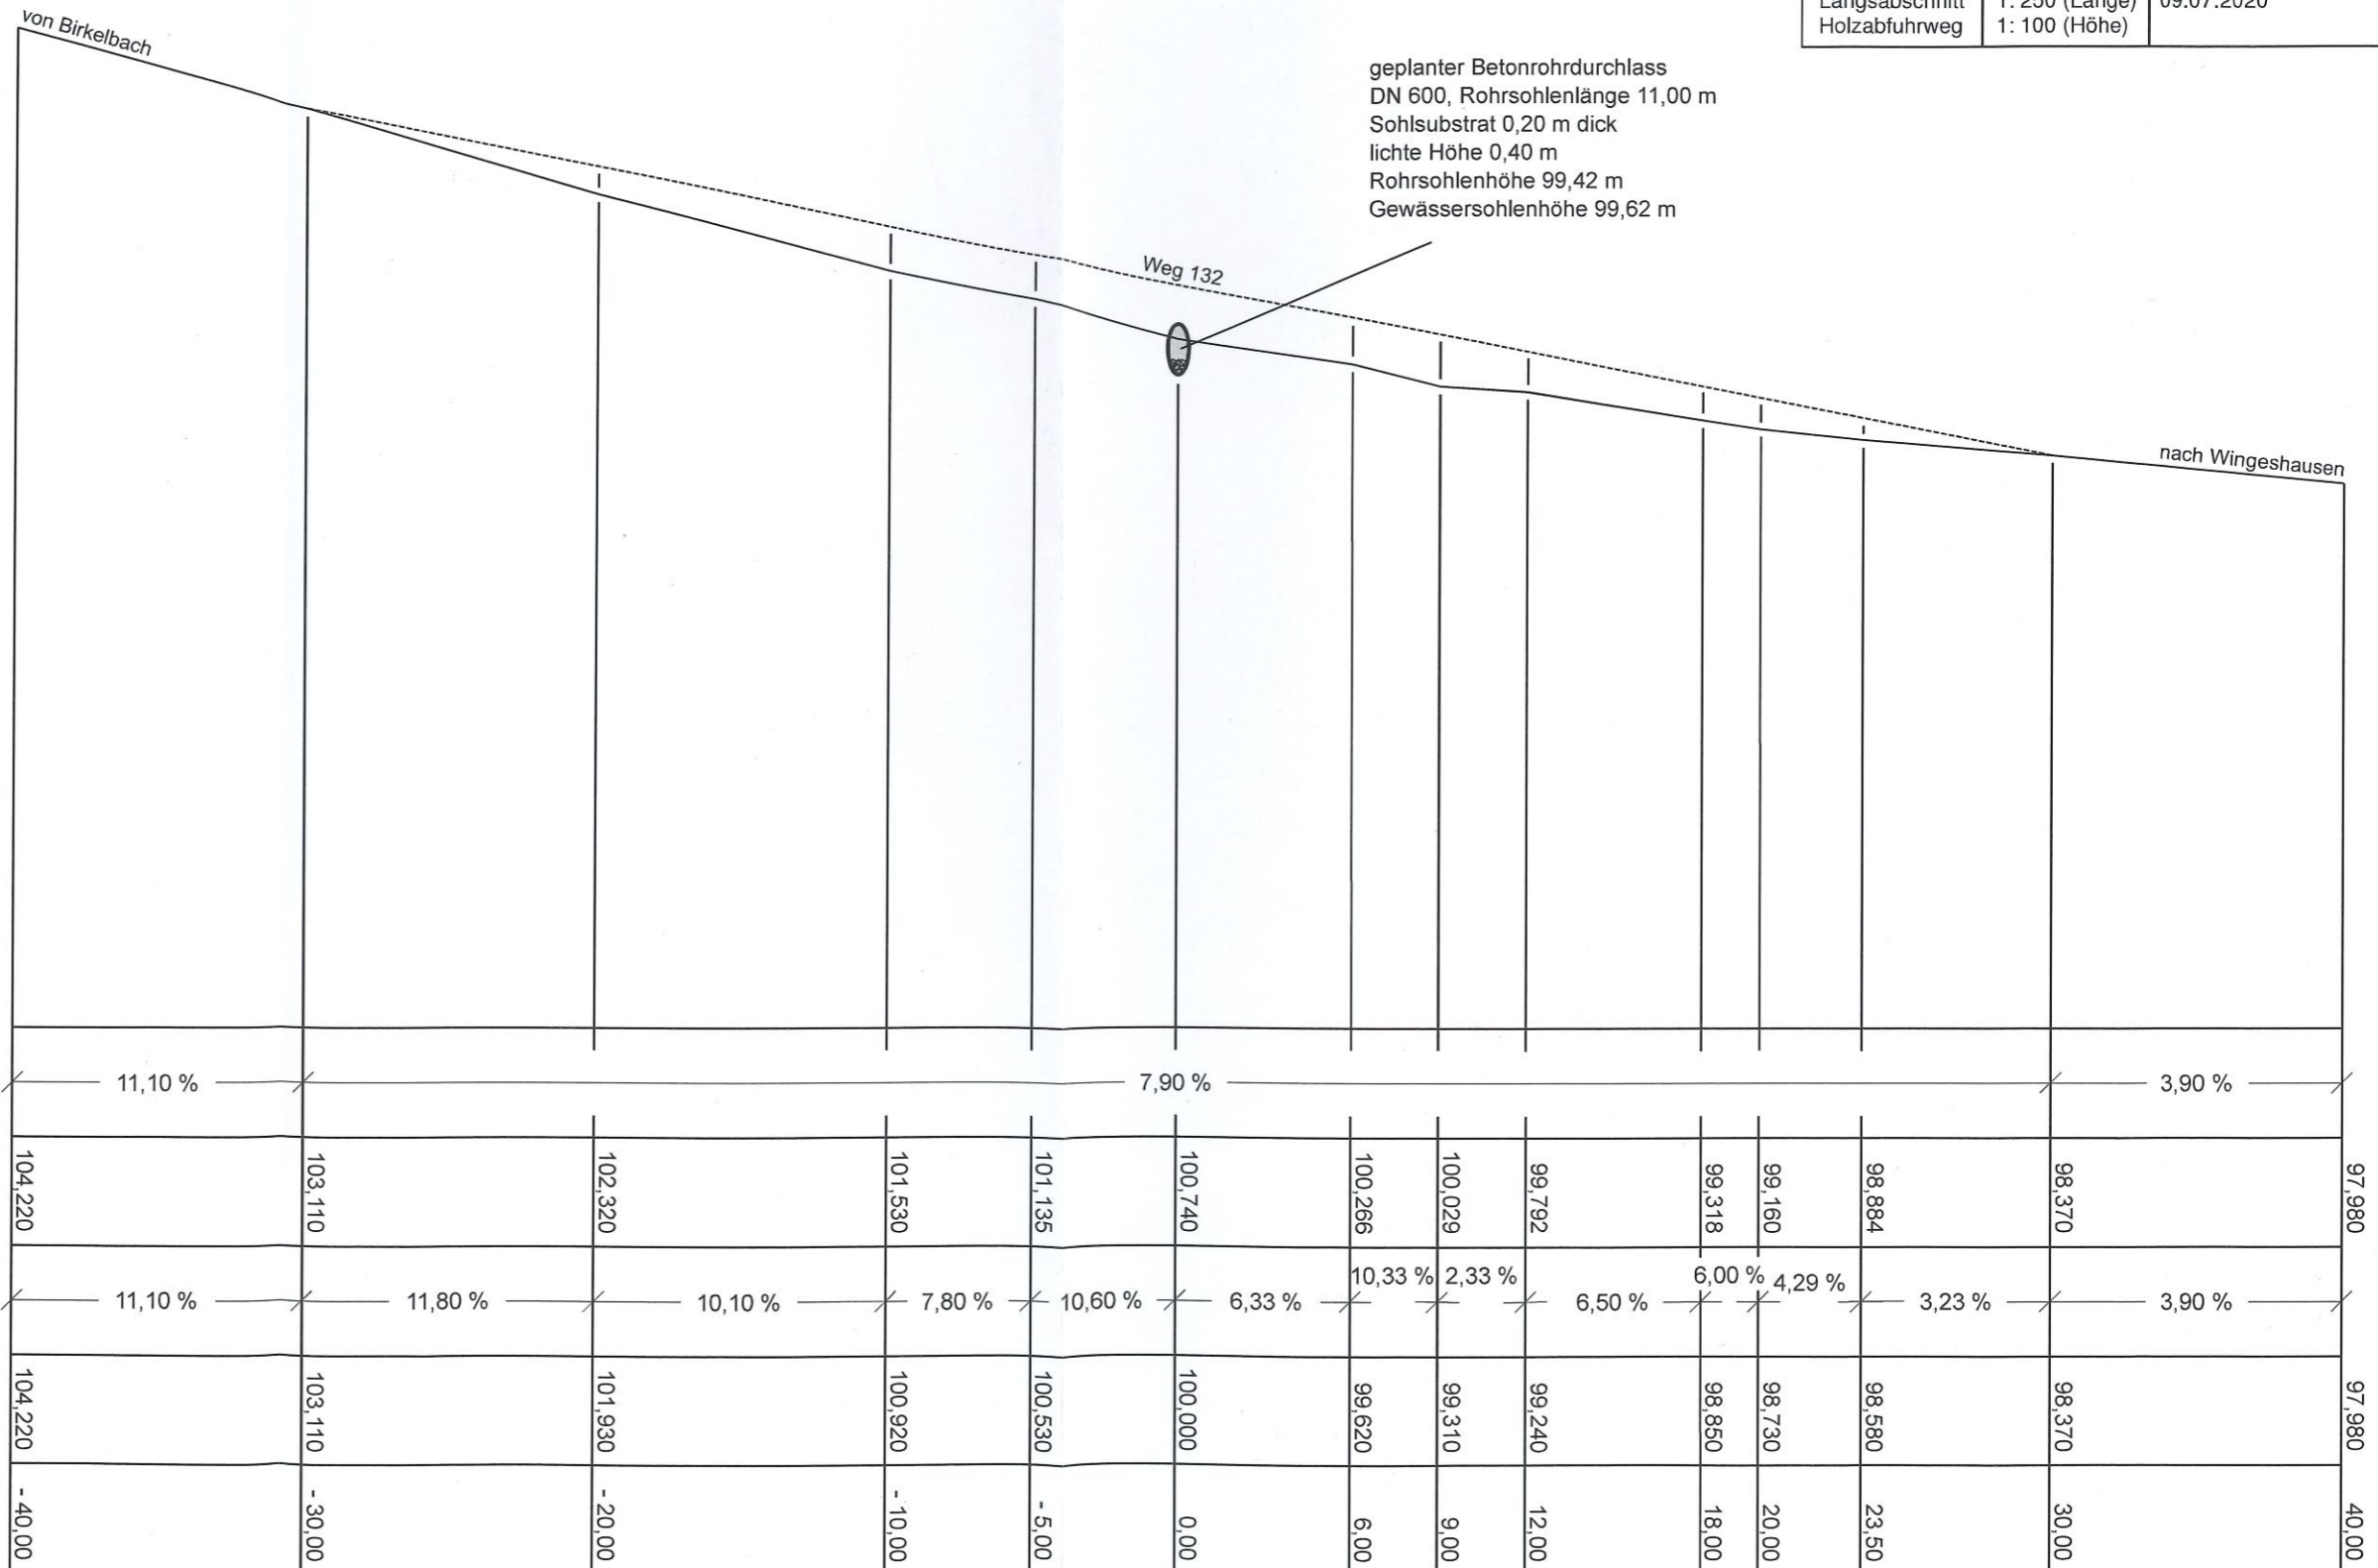 Längsabschnitt 1: 250 (Länge) 09.07.2020
Holzabfuhrweg 1: 100 (Höhe)
von Birkelbach
geplanter Betonrohrdurchlass
DN 600, Rohrsohlenlänge 11,00 m
Sohlsubstrat 0,20 m dick
lichte Höhe 0,40 m
Rohrsohlenhöhe 99,42 m
Gewässersohlenhöhe 99,62 m
Weg 132
nach Wingeshausen
11,10 % 7,90 % 3,90 %
104,220 103,110 102,320 101,530 101,135 100,740 100,266 100,029 99,792 99,318 99,160 98,884 98,370 97,980
11,10 % 11,80 % 10,10 % 7,80 % 10,60 % 6,33 % 10,33 % 2,33 % 6,50 % 6,00 % 4,29 % 3,23 % 3,90 %
104,220 103,110 101,930 100,920 100,530 100,000 99,620 99,310 99,240 98,850 98,730 98,580 98,370 97,980
- 40,00 - 30,00 - 20,00 - 10,00 - 5,00 0,00 6,00 9,00 12,00 18,00 20,00 23,50 30,00 40,00